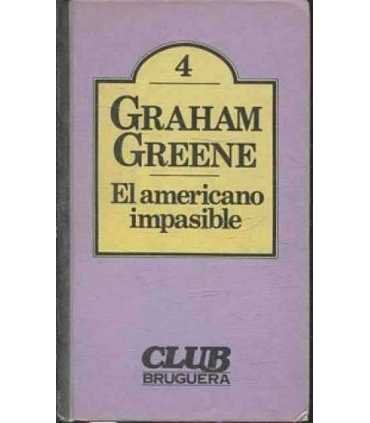 4
GRAHAM
GREENE
El americano
impasible
CLUB
BRUGUERA